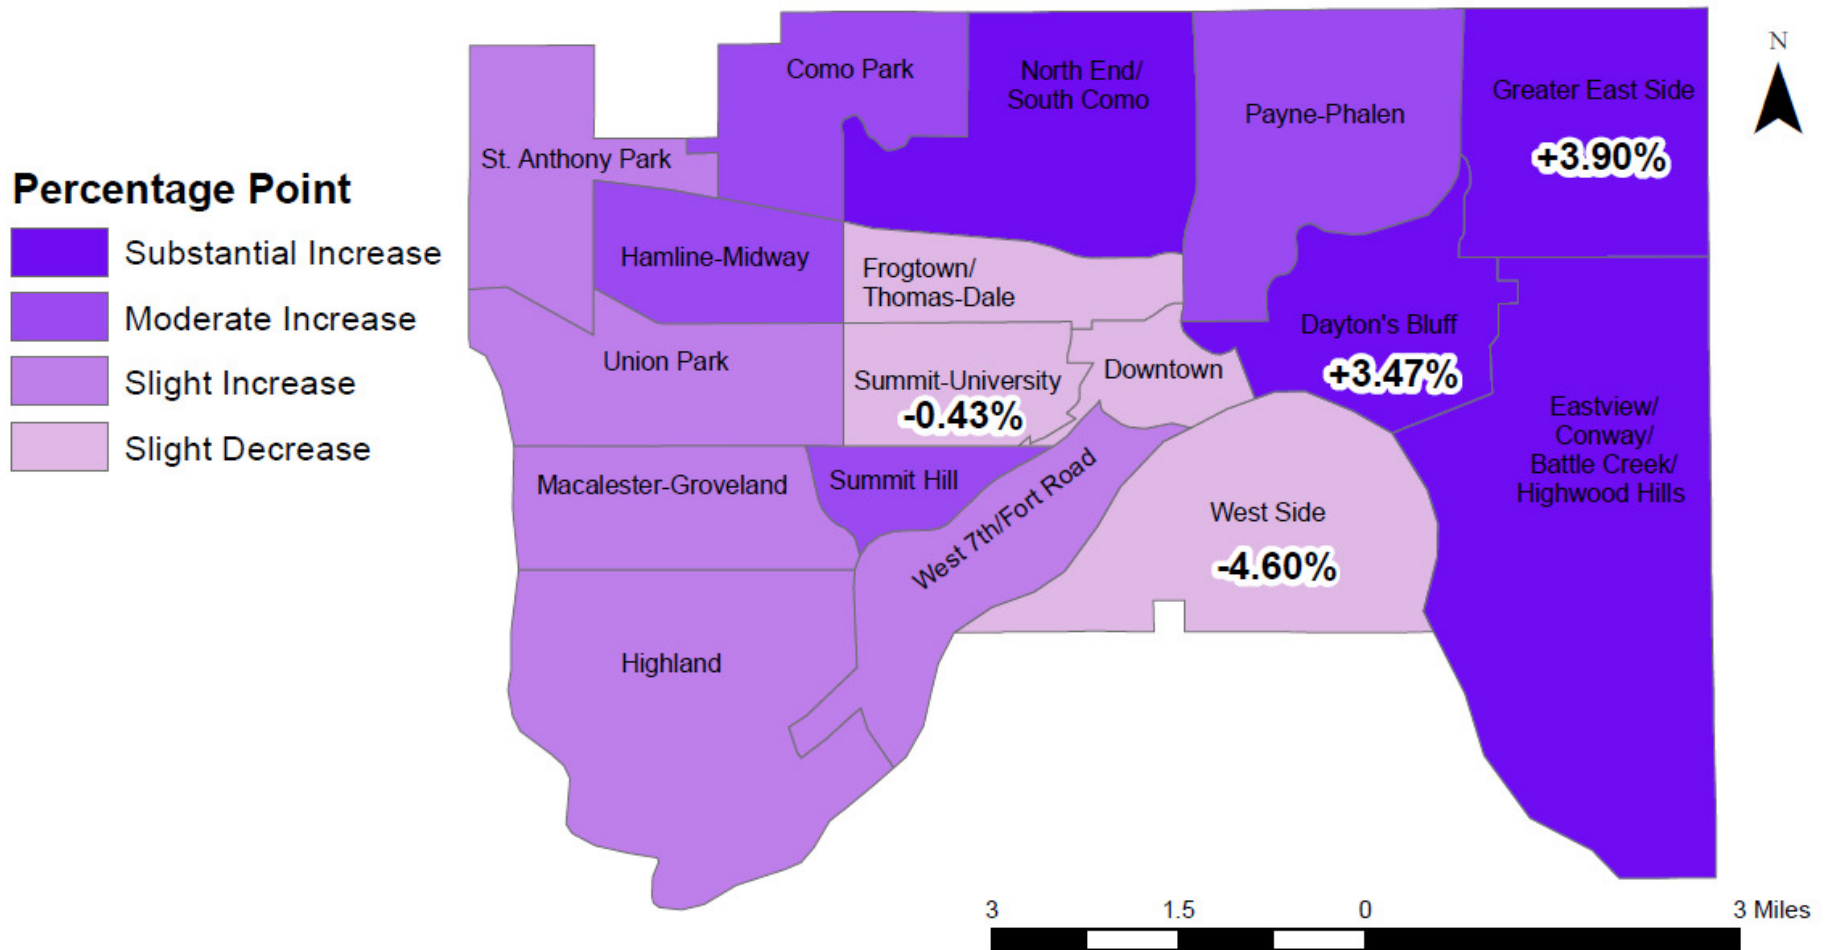 N
Percentage Point
Substantial Increase
Moderate Increase
Slight Increase
Slight Decrease
Como Park
North End/
South Como
Payne-Phalen
Greater East Side
+3.90%
St. Anthony Park
Hamline-Midway
Frogtown/
Thomas-Dale
Dayton's Bluff
+3.47%
Union Park
Summit-University
-0.43%
Downtown
Eastview/
Conway/
Battle Creek/
Highwood Hills
Macalester-Groveland
Summit Hill
West 7th/Fort Road
West Side
-4.60%
Highland
3 1.5 0 3 Miles